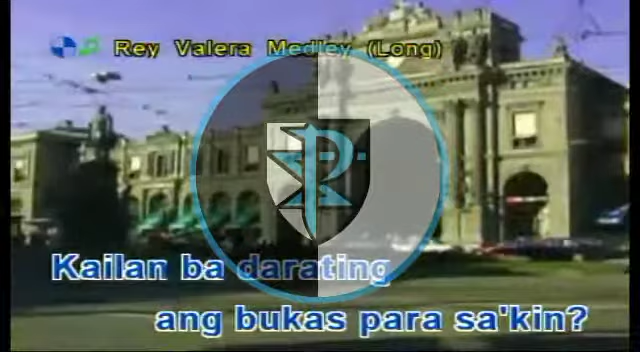 Rey Valera Medley (Long)
Kailan ba darating
ang bukas para sa'kin?